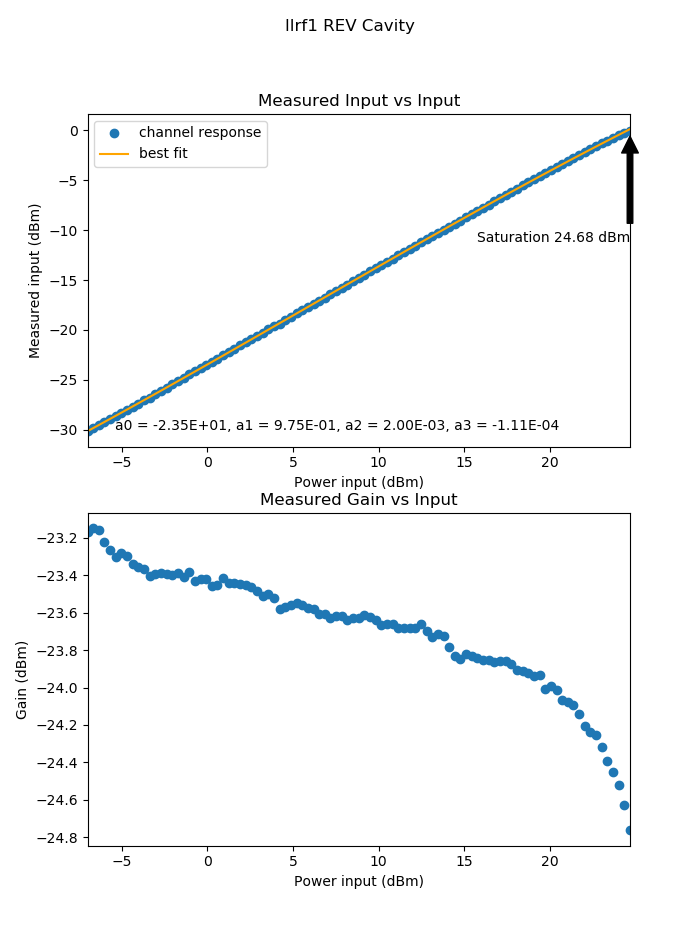 llrf1 REV Cavity
Measured Input vs Input
channel response
best fit
0
−5
−10
−15
−20
−25
−30
Measured input (dBm)
Saturation 24.68 dBm
a0 = -2.35E+01, a1 = 9.75E-01, a2 = 2.00E-03, a3 = -1.11E-04
−5 0 5 10 15 20
Power input (dBm)
Measured Gain vs Input
−23.2
−23.4
−23.6
−23.8
−24.0
−24.2
−24.4
−24.6
−24.8
Gain (dBm)
−5 0 5 10 15 20
Power input (dBm)